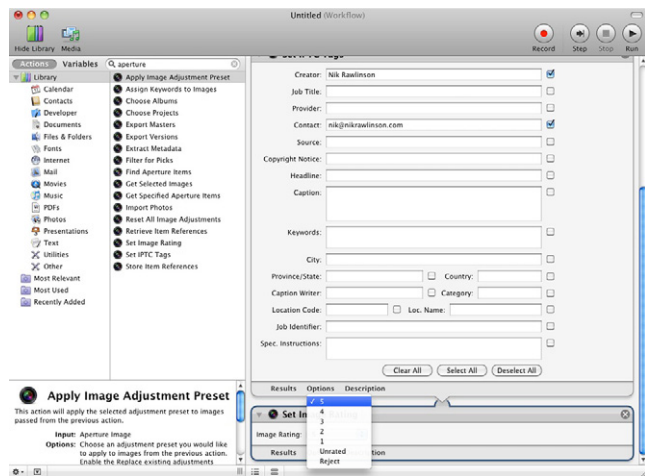 Untitled (Workflow)
Hide Library Media
Record Step Stop Run
Actions Variables
aperture
Library
Calendar
Contacts
Developer
Documents
Files & Folders
Fonts
Internet
Mail
Movies
Music
PDFs
Photos
Presentations
Text
Utilities
Other
Most Relevant
Most Used
Recently Added
Apply Image Adjustment Preset
Assign Keywords to Images
Choose Albums
Choose Projects
Export Masters
Export Versions
Extract Metadata
Filter for Picks
Find Aperture Items
Get Selected Images
Get Specified Aperture Items
Import Photos
Reset All Image Adjustments
Retrieve Item References
Set Image Rating
Set IPTC Tags
Store Item References
Set IPTC Tags
Creator: Nik Rawlinson
Job Title:
Provider:
Contact: nik@nikrawlinson.com
Source:
Copyright Notice:
Headline:
Caption:
Keywords:
City:
Province/State: Country:
Caption Writer: Category:
Location Code: Loc. Name:
Job Identifier:
Spec. Instructions:
Clear All Select All Deselect All
Results Options Description
Set Im Rating
Image Rating:
Results tion
✓ 5
4
3
2
1
Unrated
Reject
Apply Image Adjustment Preset
This action will apply the selected adjustment preset to images
passed from the previous action.
Input: Aperture Image
Options: Choose an adjustment preset you would like
to apply to images from the previous action.
Enable the Replace existing adjustments